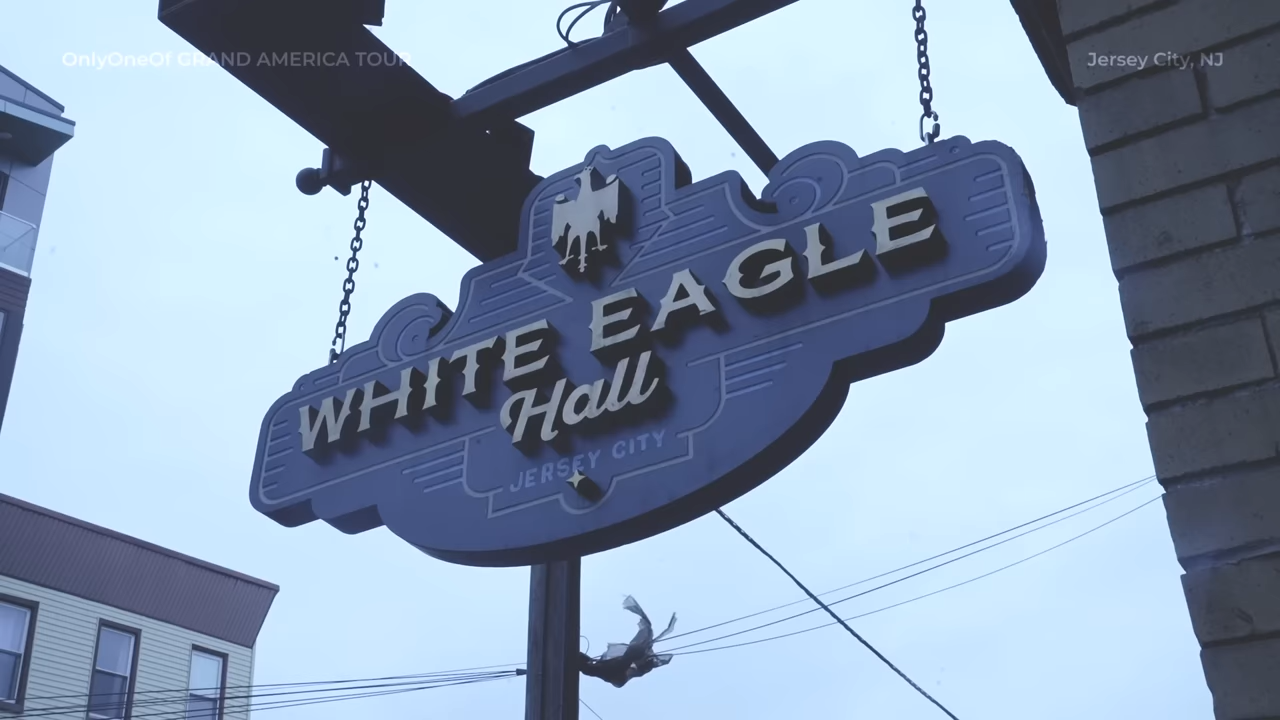 OnlyOneOf GRAND AMERICA TOUR
Jersey City, NJ
WHITE EAGLE
Hall
JERSEY CITY